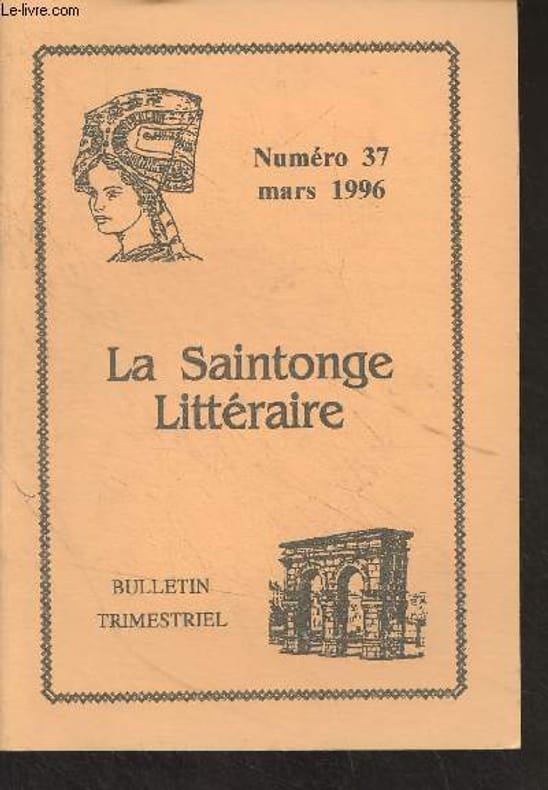 Le-livre.com
Numéro 37
mars 1996
La Saintonge
Littéraire
BULLETIN
TRIMESTRIEL